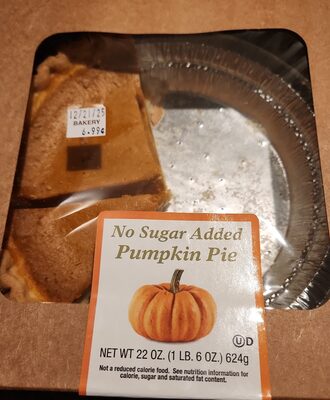 12/21/25
BAKERY
6.99¢
No Sugar Added
Pumpkin Pie
U D
NET WT 22 OZ. (1 LB. 6 OZ.) 624g
Not a reduced calorie food. See nutrition information for
calorie, sugar and saturated fat content.